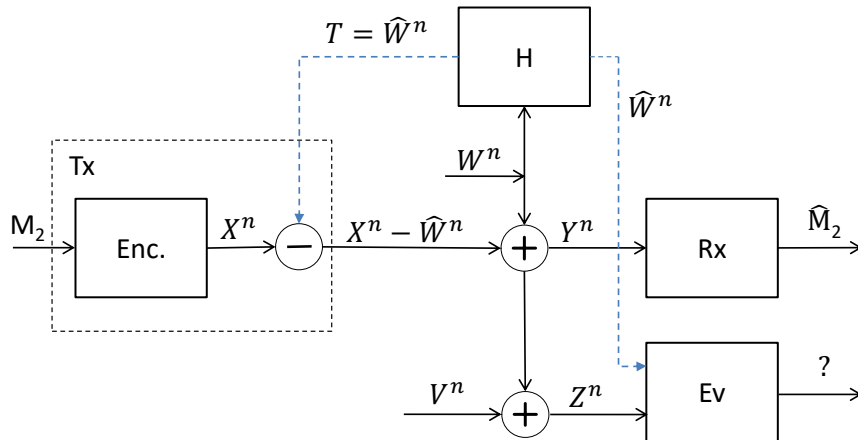 T = Ŵⁿ
H
Ŵⁿ
Tx
Wⁿ
M₂
Enc.
Xⁿ
−
Xⁿ − Ŵⁿ
+
Yⁿ
Rx
M̂₂
Vⁿ
+
Zⁿ
Ev
?